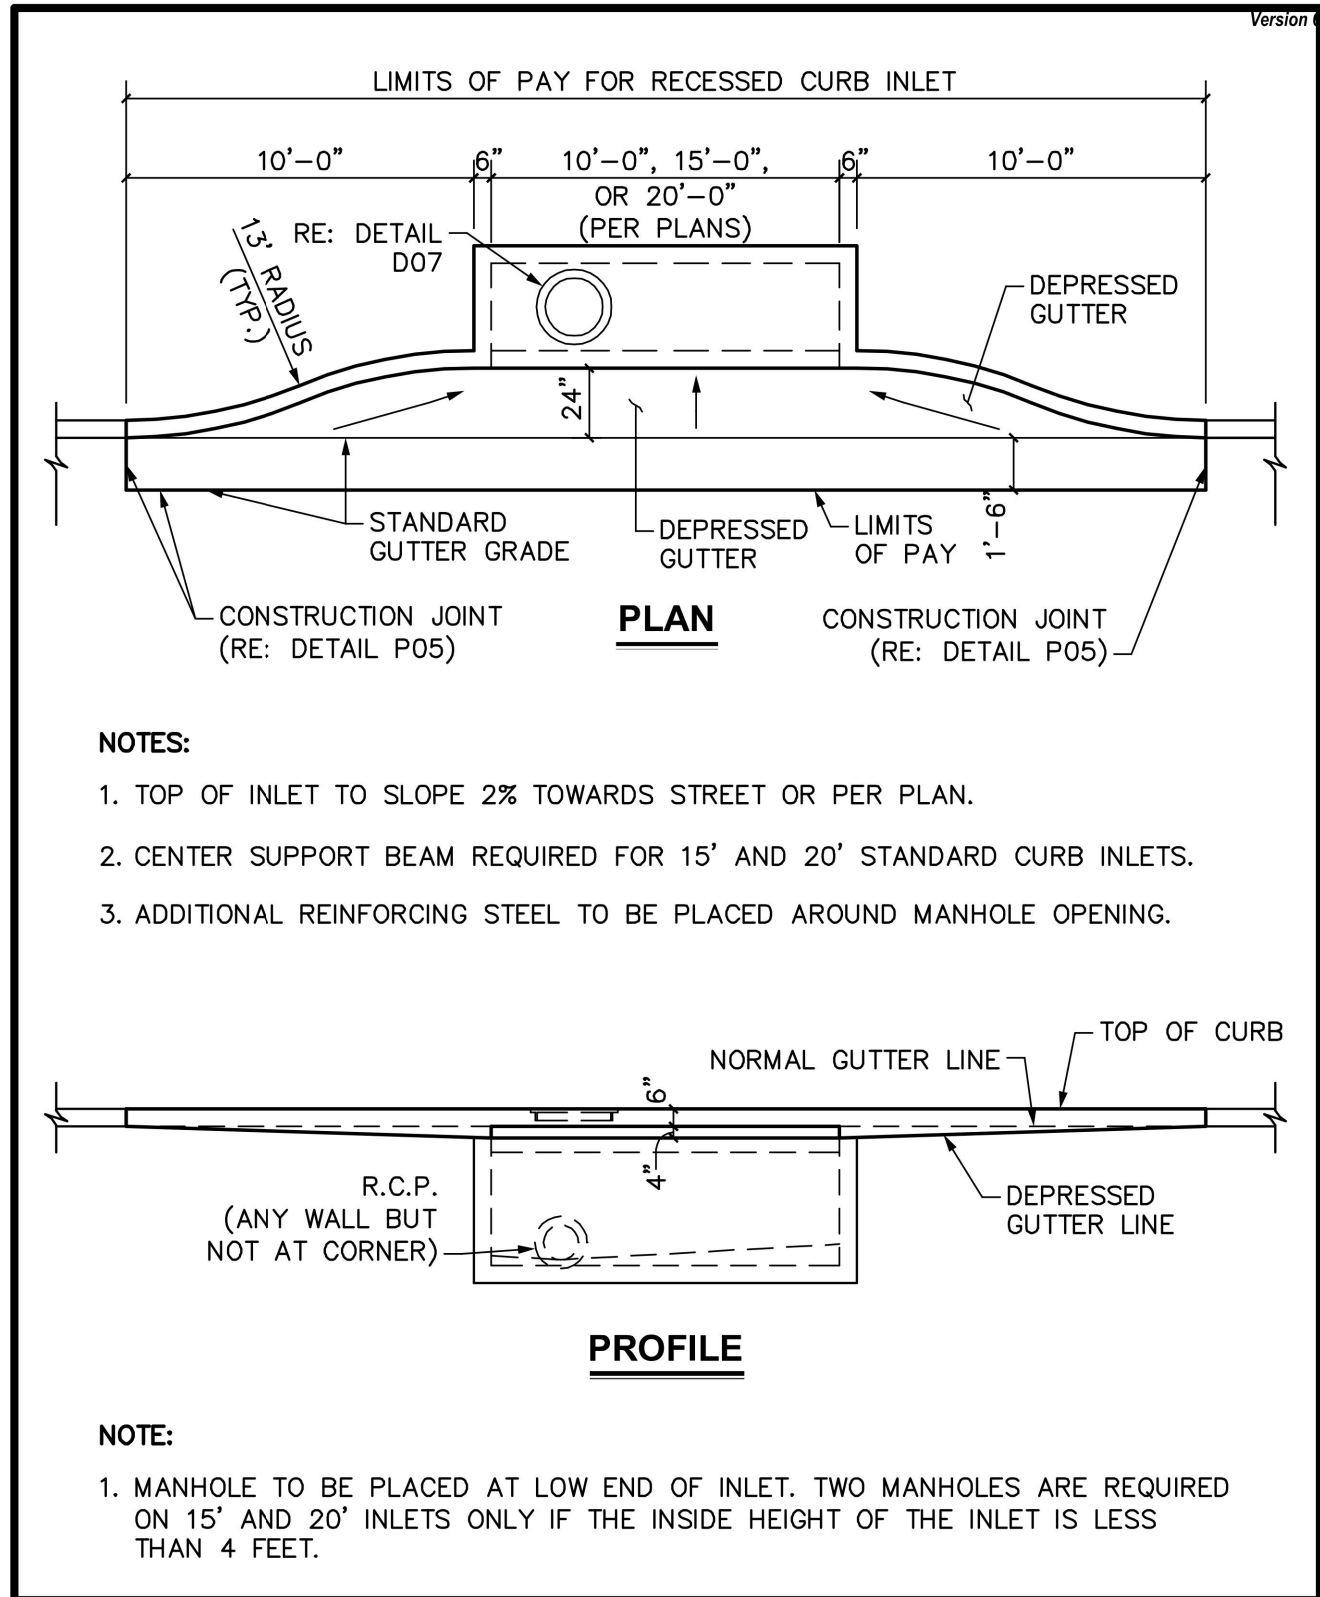 Version
LIMITS OF PAY FOR RECESSED CURB INLET
10'-0"
6"
10'-0", 15'-0",
OR 20'-0"
(PER PLANS)
6"
10'-0"
13' RADIUS
(TYP.)
RE: DETAIL
D07
DEPRESSED
GUTTER
24"
1'-6"
STANDARD
GUTTER GRADE
DEPRESSED
GUTTER
LIMITS
OF PAY
CONSTRUCTION JOINT
(RE: DETAIL P05)
PLAN
CONSTRUCTION JOINT
(RE: DETAIL P05)
NOTES:
1. TOP OF INLET TO SLOPE 2% TOWARDS STREET OR PER PLAN.
2. CENTER SUPPORT BEAM REQUIRED FOR 15' AND 20' STANDARD CURB INLETS.
3. ADDITIONAL REINFORCING STEEL TO BE PLACED AROUND MANHOLE OPENING.
TOP OF CURB
NORMAL GUTTER LINE
6"
4"
R.C.P.
(ANY WALL BUT
NOT AT CORNER)
DEPRESSED
GUTTER LINE
PROFILE
NOTE:
1. MANHOLE TO BE PLACED AT LOW END OF INLET. TWO MANHOLES ARE REQUIRED
ON 15' AND 20' INLETS ONLY IF THE INSIDE HEIGHT OF THE INLET IS LESS
THAN 4 FEET.